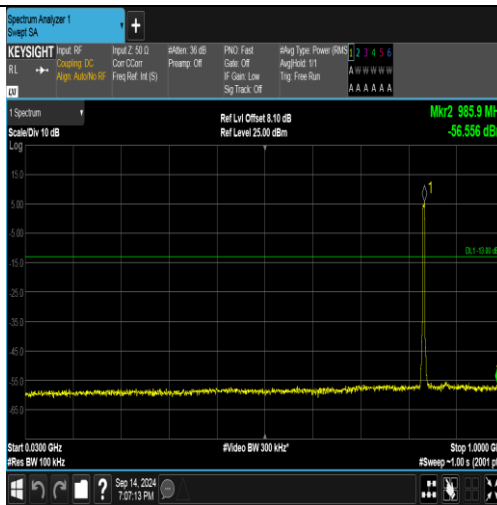 Spectrum Analyzer 1
Swept SA
KEYSIGHT
RL
Input: RF
Coupling: DC
Align: Auto/No RF
Input Z: 50 Ω
Corr CCorr
Freq Ref: Int (S)
#Atten: 36 dB
Preamp: Off
PNO: Fast
Gate: Off
IF Gain: Low
Sig Track: Off
#Avg Type: Power (RMS
Avg|Hold: 1/1
Trig: Free Run
1 2 3 4 5 6
A W W W W W
A A A A A A
LXI
1 Spectrum
Scale/Div 10 dB
Ref Lvl Offset 8.10 dB
Ref Level 25.00 dBm
Mkr2 985.9 MH
-56.556 dB
Log
15.0
5.00
-5.00
-15.0
-25.0
-35.0
-45.0
-55.0
-65.0
1
DL1 -13.00 dB
Start 0.0300 GHz
#Res BW 100 kHz
#Video BW 300 kHz*
Stop 1.0000 G
#Sweep ~1.00 s (2001 p
?
Sep 14, 2024
7:07:13 PM